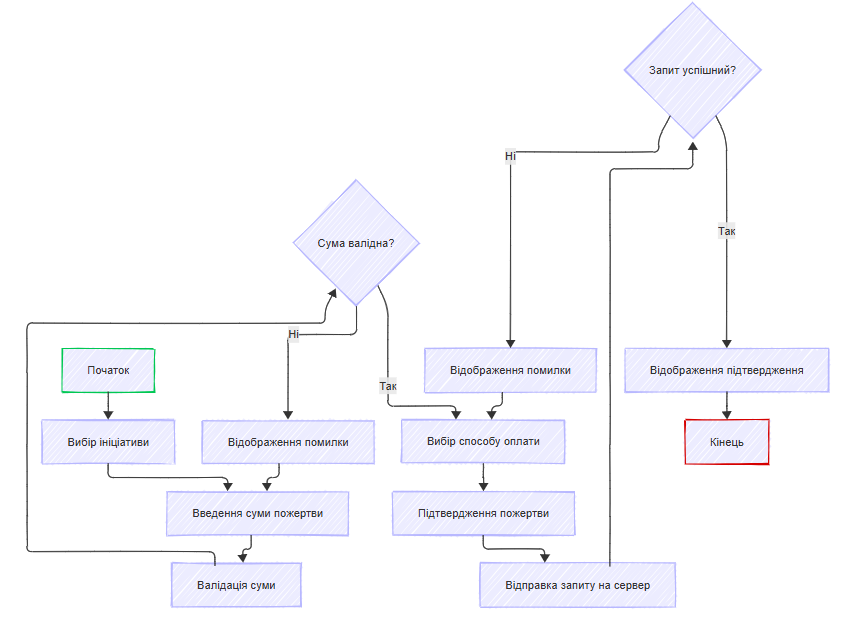 Запит успішний?
Ні
Так
Сума валідна?
Ні
Так
Початок
Відображення помилки
Відображення підтвердження
Вибір ініціативи
Відображення помилки
Вибір способу оплати
Кінець
Введення суми пожертви
Підтвердження пожертви
Валідація суми
Відправка запиту на сервер